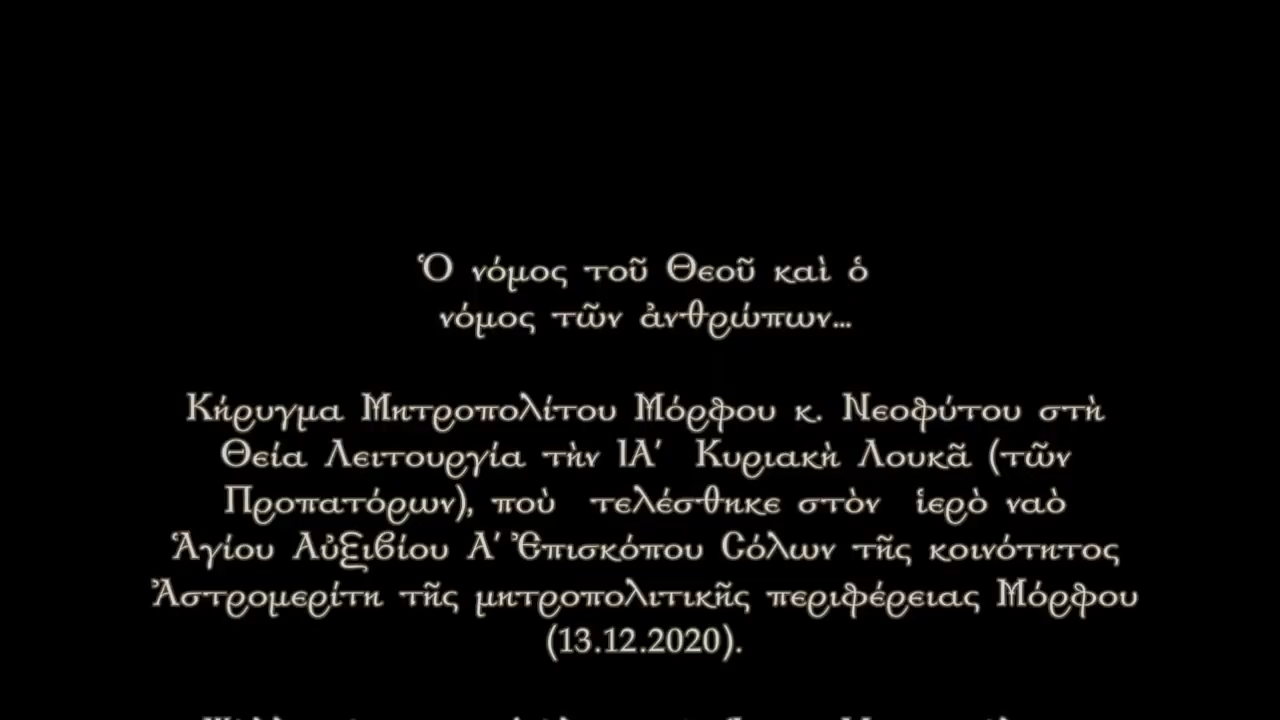 Ὁ νόμος τοῦ Θεοῦ καὶ ὁ
νόμος τῶν ἀνθρώπων...
Κήρυγμα Μητροπολίτου Μόρφου κ. Νεοφύτου στὴ
Θεία Λειτουργία τὴν ΙΑ′ Κυριακὴ Λουκᾶ (τῶν
Προπατόρων), ποὺ τελέσθηκε στὸν ἱερὸ ναὸ
Ἁγίου Αὐξιβίου Α′ Ἐπισκόπου Σόλων τῆς κοινότητος
Ἀστρομερίτη τῆς μητροπολιτικῆς περιφέρειας Μόρφου
(13.12.2020).